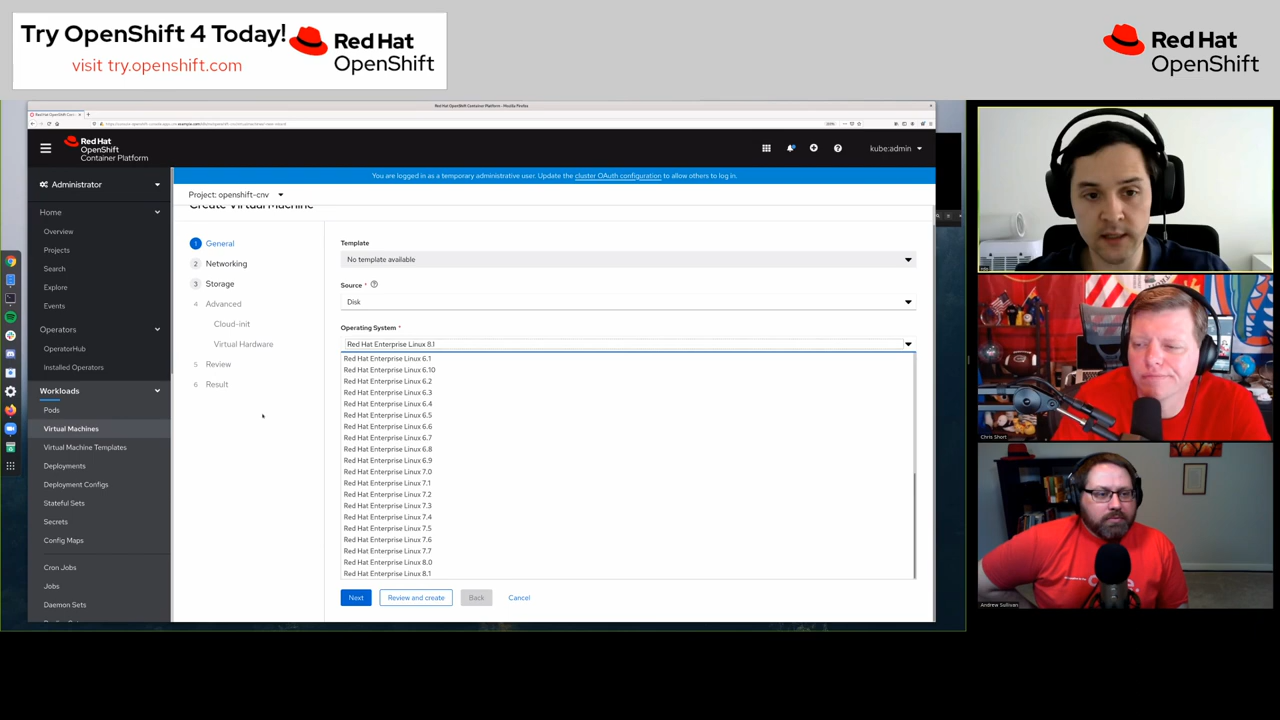 Try OpenShift 4 Today!
visit try.openshift.com
Red Hat
OpenShift
Red Hat
OpenShift
Red Hat OpenShift Container Platform - Mozilla Firefox
Red Hat
OpenShift
Container Platform
kube:admin
Administrator
You are logged in as a temporary administrative user. Update the cluster OAuth configuration to allow others to log in.
Project: openshift-cnv
Create Virtual Machine
Home
Overview
Projects
Search
Explore
Events
Operators
OperatorHub
Installed Operators
Workloads
Pods
Virtual Machines
Virtual Machine Templates
Deployments
Deployment Configs
Stateful Sets
Secrets
Config Maps
Cron Jobs
Jobs
Daemon Sets
1 General
2 Networking
3 Storage
4 Advanced
Cloud-init
Virtual Hardware
5 Review
6 Result
Template
No template available
Source *
Disk
Operating System *
Red Hat Enterprise Linux 8.1
Red Hat Enterprise Linux 6.1
Red Hat Enterprise Linux 6.10
Red Hat Enterprise Linux 6.2
Red Hat Enterprise Linux 6.3
Red Hat Enterprise Linux 6.4
Red Hat Enterprise Linux 6.5
Red Hat Enterprise Linux 6.6
Red Hat Enterprise Linux 6.7
Red Hat Enterprise Linux 6.8
Red Hat Enterprise Linux 6.9
Red Hat Enterprise Linux 7.0
Red Hat Enterprise Linux 7.1
Red Hat Enterprise Linux 7.2
Red Hat Enterprise Linux 7.3
Red Hat Enterprise Linux 7.4
Red Hat Enterprise Linux 7.5
Red Hat Enterprise Linux 7.6
Red Hat Enterprise Linux 7.7
Red Hat Enterprise Linux 8.0
Red Hat Enterprise Linux 8.1
Next
Review and create
Back
Cancel
Chris Short
Andrew Sullivan